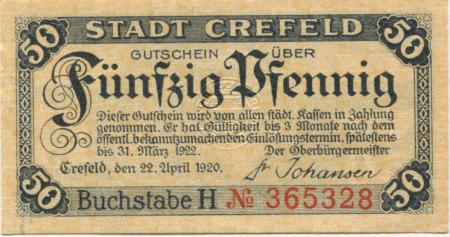 50 STADT CREFELD 50
GUTSCHEIN ÜBER
Fünfzig Pfennig
Dieser Gutschein wird von allen städt. Kassen in Zahlung
genommen. Er hat Gültigkeit bis 3 Monate nach dem
öffentl. bekanntzumachenden Einlösungstermin, spätestens
bis 31. März 1922. Der Oberbürgermeister
Crefeld, den 22. April 1920. Dr Johansen
50 Buchstabe H № 365328 50